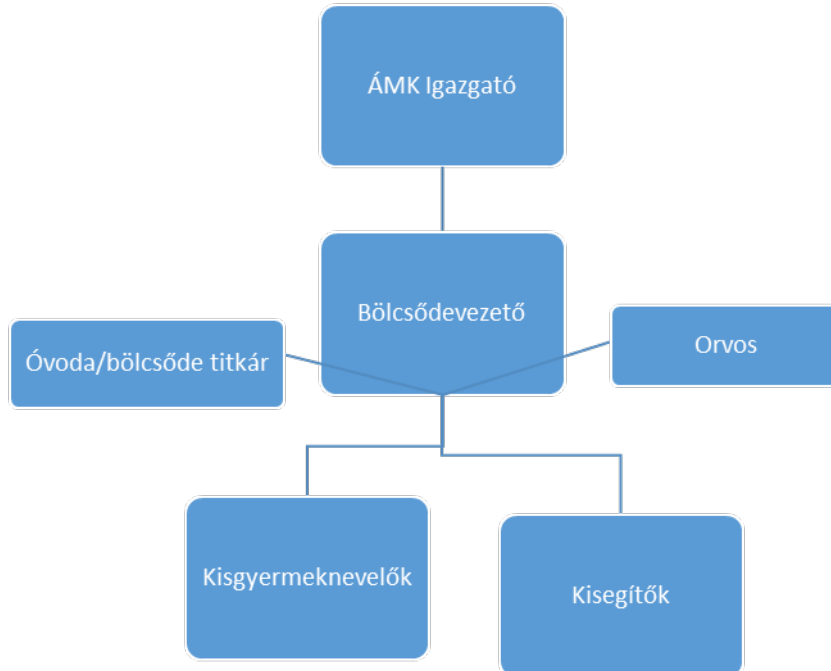 ÁMK Igazgató
Bölcsődevezető
Óvoda/bölcsőde titkár
Orvos
Kisgyermeknevelők
Kisegítők